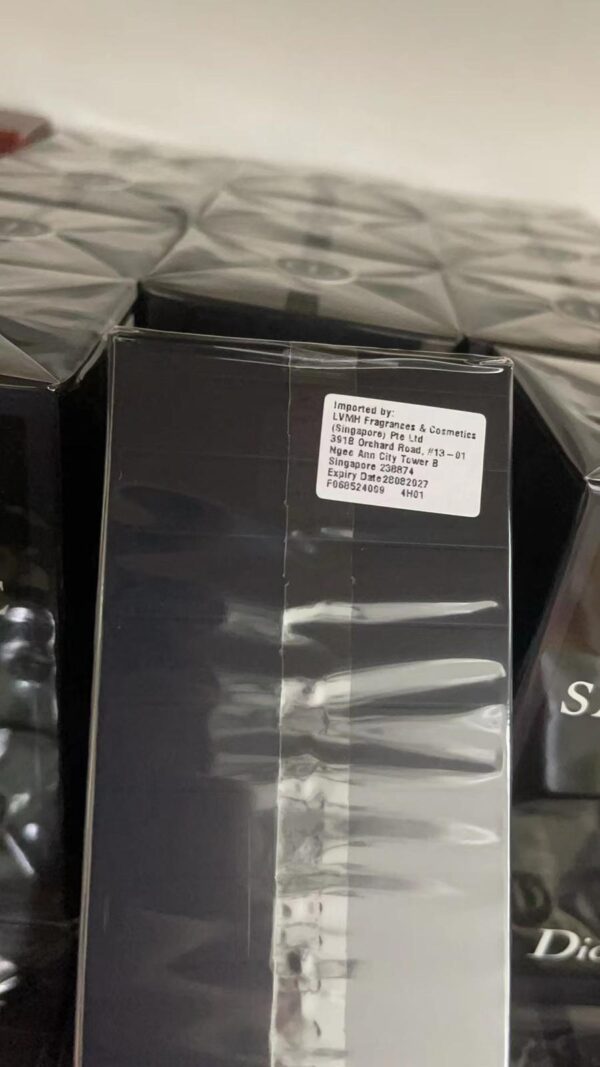 Imported by:
LVMH Fragrances & Cosmetics
(Singapore) Pte Ltd
391B Orchard Road, #13-01
Ngee Ann City Tower B
Singapore 238874
Expiry Date28082027
F068524009 4H01